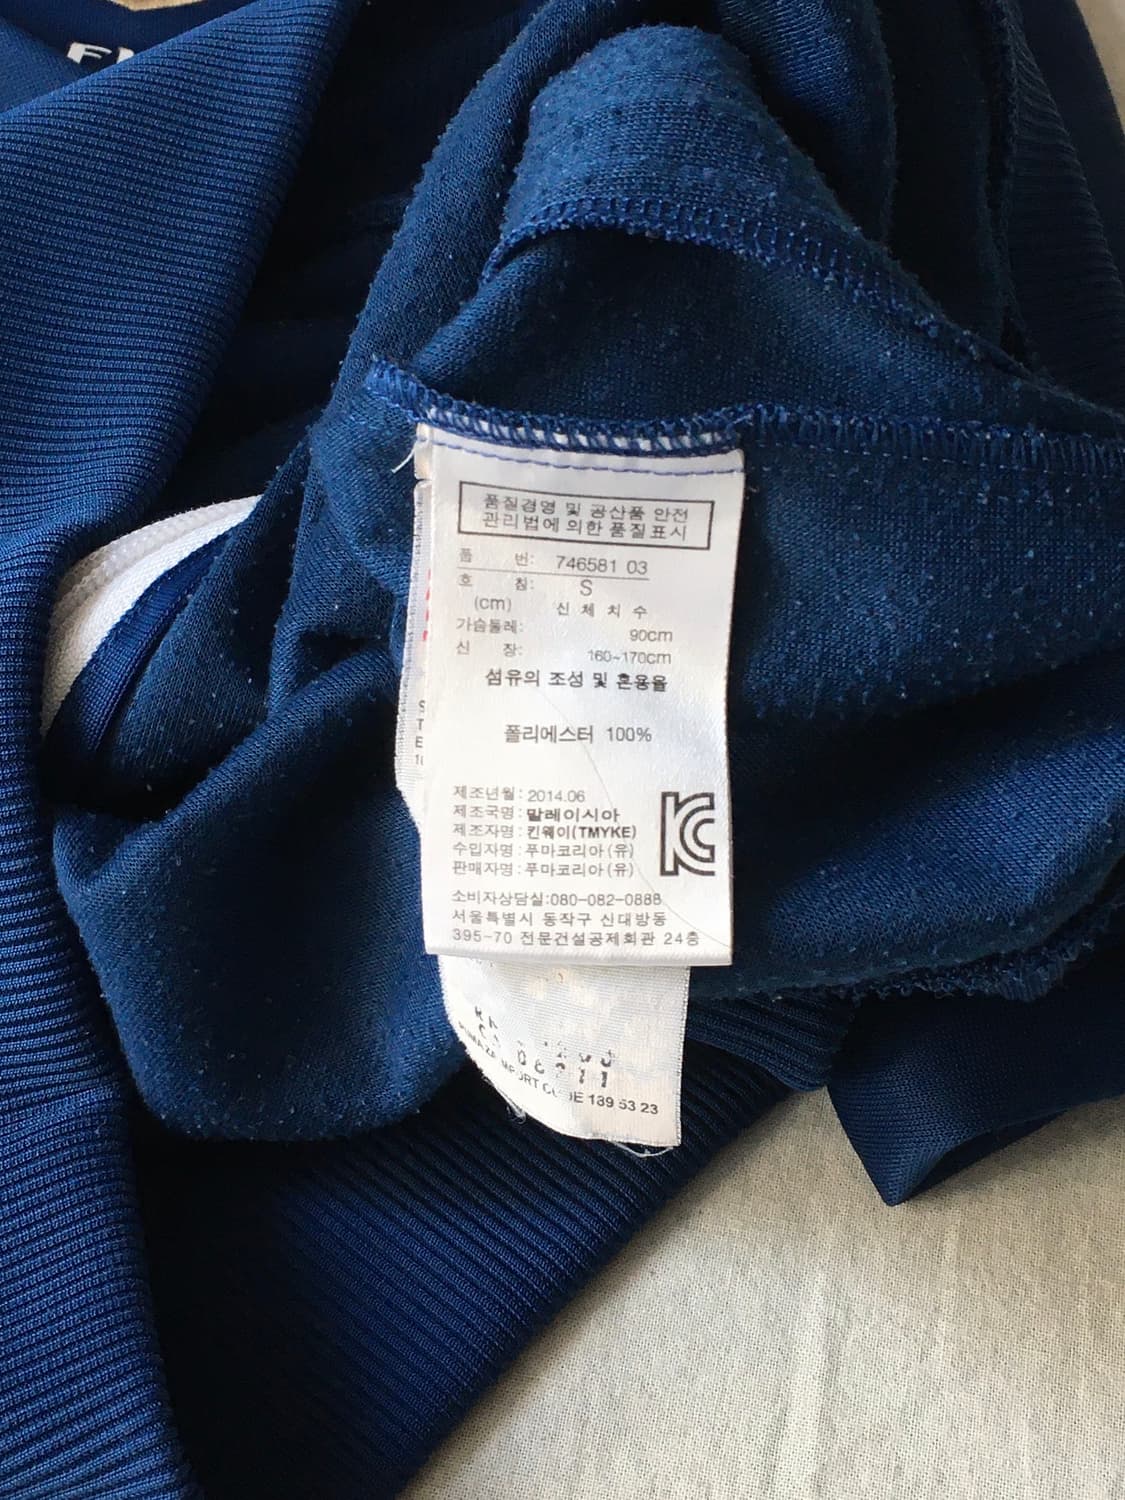 품질경영 및 공산품 안전
관리법에 의한 품질표시
품 번: 746581 03
호 칭: S
(cm) 신 체 치 수
가슴둘레: 90cm
신 장: 160~170cm
섬유의 조성 및 혼용율
폴리에스터 100%
제조년월: 2014.06
제조국명: 말레이시아
제조자명: 킨웨이(TMYKE)
수입자명: 푸마코리아(유)
판매자명: 푸마코리아(유)
소비자상담실:080-082-0888
서울특별시 동작구 신대방동
395-70 전문건설공제회관 24층
KC
189 53 23